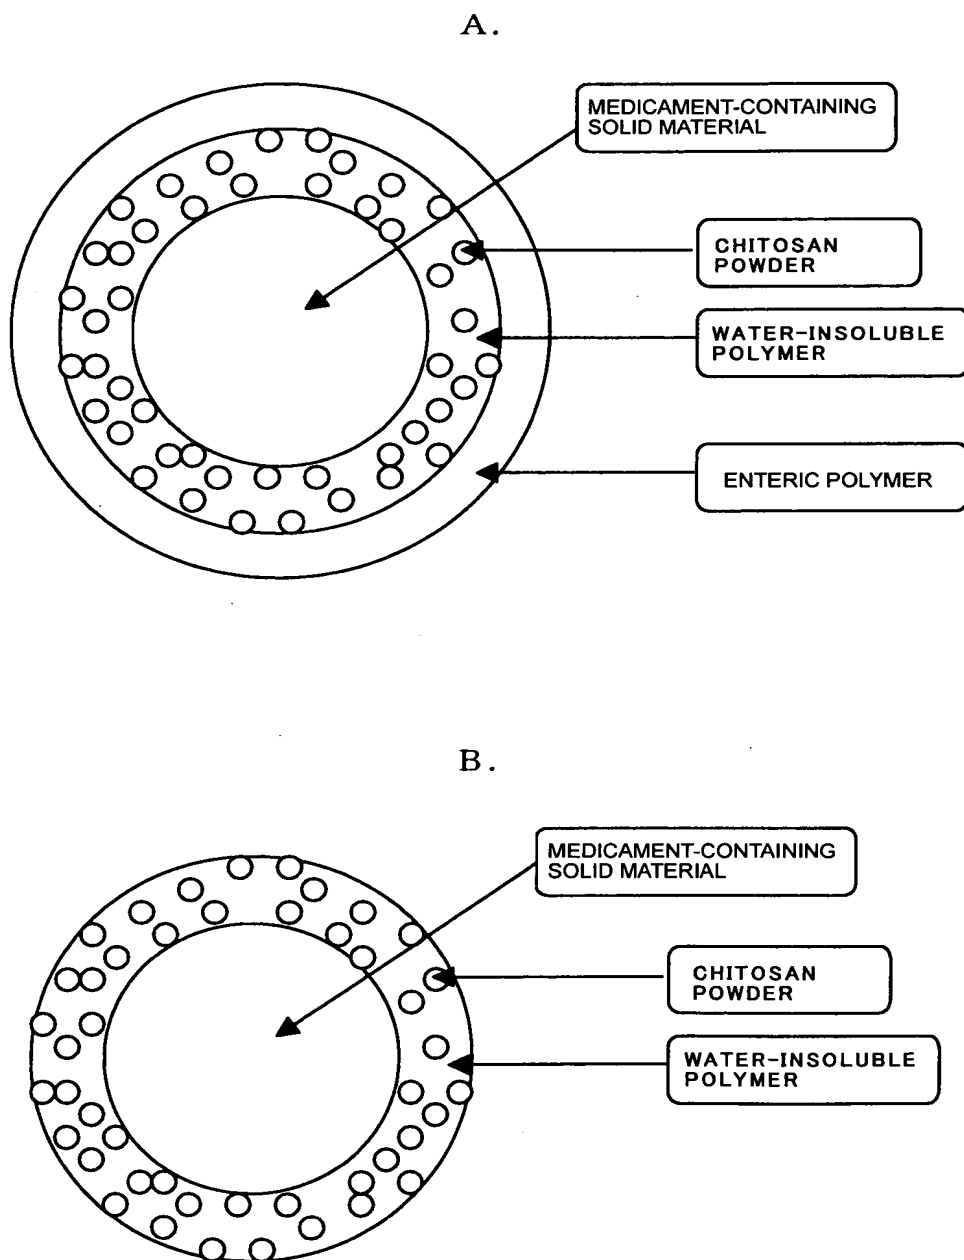 A.
MEDICAMENT-CONTAINING
SOLID MATERIAL
CHITOSAN
POWDER
WATER-INSOLUBLE
POLYMER
ENTERIC POLYMER
B.
MEDICAMENT-CONTAINING
SOLID MATERIAL
CHITOSAN
POWDER
WATER-INSOLUBLE
POLYMER